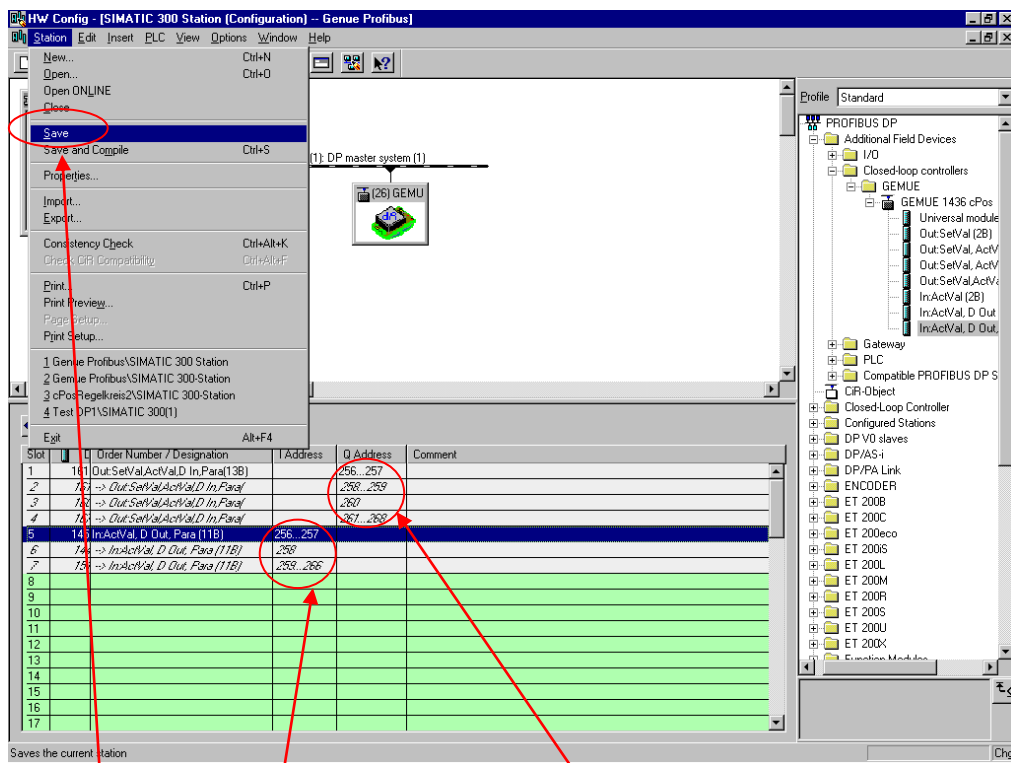 HW Config - [SIMATIC 300 Station (Configuration) -- Genue Profibus]
Station Edit Insert PLC View Options Window Help
New... Ctrl+N
Open... Ctrl+O
Open ONLINE
Close
Save
Save and Compile Ctrl+S
Properties...
Import...
Export...
Consistency Check Ctrl+Alt+K
Check CiR Compatibility Ctrl+Alt+F
Print... Ctrl+P
Print Preview...
Page Setup...
Print Setup...
1 Genue Profibus\SIMATIC 300 Station
2 Gemue Profibus\SIMATIC 300-Station
3 cPosRegelkreis2\SIMATIC 300-Station
4 Test DP1\SIMATIC 300(1)
Exit Alt+F4
(1): DP master system (1)
(26) GEMU
Profile Standard
PROFIBUS DP
Additional Field Devices
I/O
Closed-loop controllers
GEMUE
GEMUE 1436 cPos
Universal module
Out:SetVal (2B)
Out:SetVal, ActV
Out:SetVal, ActV
Out:SetVal,ActVa
In:ActVal (2B)
In:ActVal, D Out
In:ActVal, D Out,
Gateway
PLC
Compatible PROFIBUS DP S
CiR-Object
Closed-Loop Controller
Configured Stations
DP V0 slaves
DP/AS-i
DP/PA Link
ENCODER
ET 200B
ET 200C
ET 200eco
ET 200iS
ET 200L
ET 200M
ET 200R
ET 200S
ET 200U
ET 200X
Function Modules
Slot D Order Number / Designation I Address Q Address Comment
1 161 Out:SetVal,ActVal,D In,Para(13B) 256...257
2 --> Out:SetVal,ActVal,D In,Para( 258...259
3 --> Out:SetVal,ActVal,D In,Para( 260
4 --> Out:SetVal,ActVal,D In,Para( 261...268
5 In:ActVal, D Out, Para (11B) 256...257
6 --> In:ActVal, D Out, Para (11B) 258
7 --> In:ActVal, D Out, Para (11B) 259...266
8
9
10
11
12
13
14
15
16
17
Saves the current station
Chg